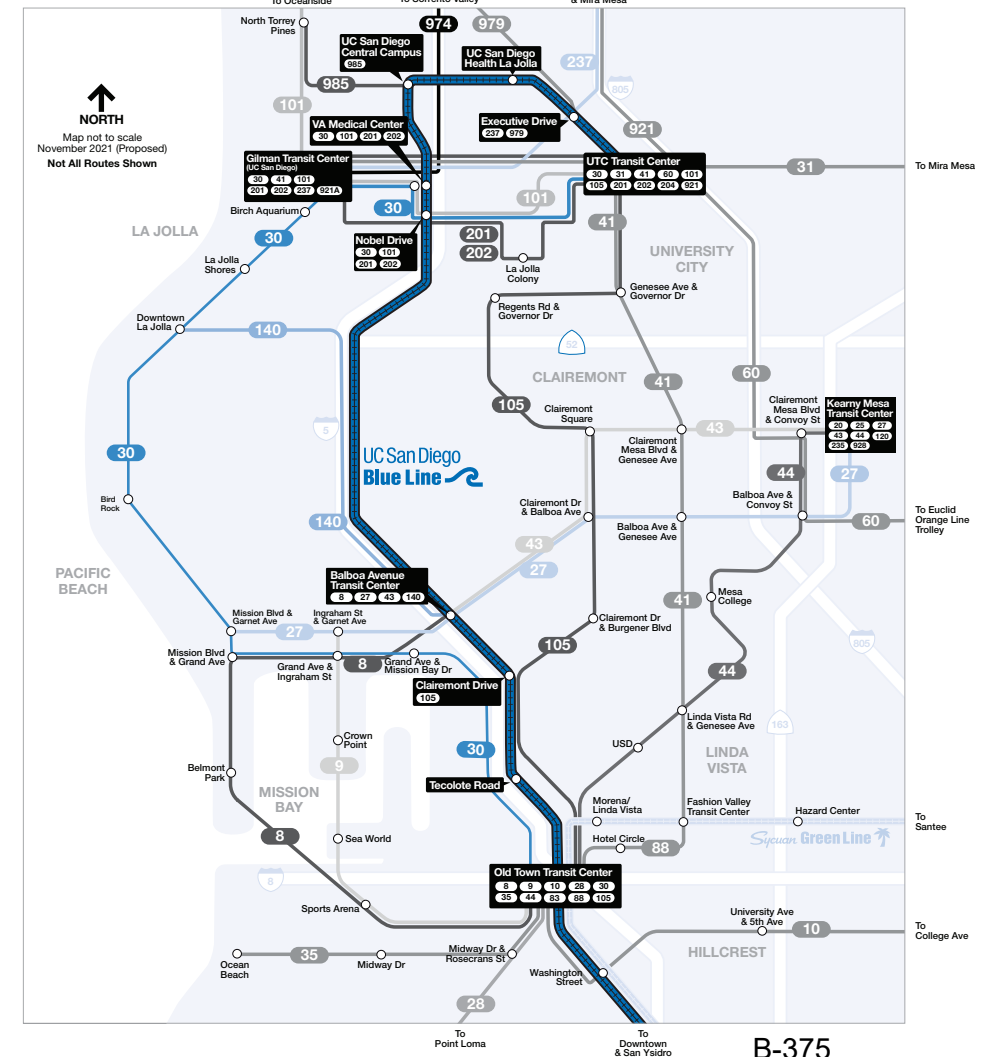 To Oceanside
To Sorrento Valley
& Mira Mesa
North Torrey
Pines
974
979
UC San Diego
Central Campus
985
UC San Diego
Health La Jolla
237
805
985
101
NORTH
Map not to scale
November 2021 (Proposed)
Not All Routes Shown
VA Medical Center
30 101 201 202
Executive Drive
237 979
921
Gilman Transit Center
(UC San Diego)
30 41 101
201 202 237 921A
UTC Transit Center
30 31 41 60 101
105 201 202 204 921
31
To Mira Mesa
Birch Aquarium
30
101
41
LA JOLLA
30
201
202
Nobel Drive
30 101
201 202
La Jolla
Colony
UNIVERSITY
CITY
La Jolla
Shores
Genesee Ave &
Governor Dr
Regents Rd &
Governor Dr
Downtown
La Jolla
140
52
CLAIREMONT
60
41
105
Clairemont
Square
Clairemont
Mesa Blvd
& Convoy St
Kearny Mesa
Transit Center
20 25 27
43 44 120
235 928
5
43
Clairemont
Mesa Blvd &
Genesee Ave
30
UC San Diego
Blue Line
44
27
Bird
Rock
Clairemont Dr
& Balboa Ave
Balboa Ave &
Convoy St
140
Balboa Ave &
Genesee Ave
60
To Euclid
Orange Line
Trolley
43
27
PACIFIC
BEACH
Balboa Avenue
Transit Center
8 27 43 140
41
Mesa
College
Mission Blvd &
Garnet Ave
Ingraham St
& Garnet Ave
27
Clairemont Dr
& Burgener Blvd
805
105
Mission Blvd
& Grand Ave
Grand Ave &
Ingraham St
8
Grand Ave &
Mission Bay Dr
44
Clairemont Drive
105
Linda Vista Rd
& Genesee Ave
163
Crown
Point
30
USD
LINDA
VISTA
9
Belmont
Park
Tecolote Road
MISSION
BAY
Morena/
Linda Vista
Fashion Valley
Transit Center
Hazard Center
To
Santee
8
Sea World
Hotel Circle
88
Sycuan Green Line
Old Town Transit Center
8 9 10 28 30
35 44 83 88 105
8
Sports Arena
University Ave
& 5th Ave
10
To
College Ave
35
Midway Dr &
Rosecrans St
HILLCREST
Ocean
Beach
Midway Dr
Washington
Street
28
To
Point Loma
To
Downtown
& San Ysidro
B-375